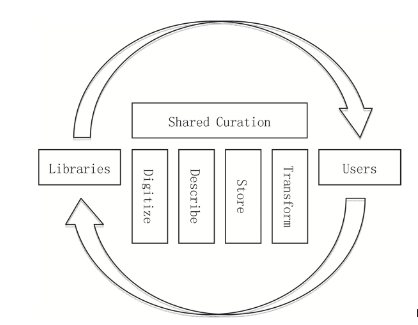 Shared Curation
Libraries
Digitize
Describe
Store
Transform
Users